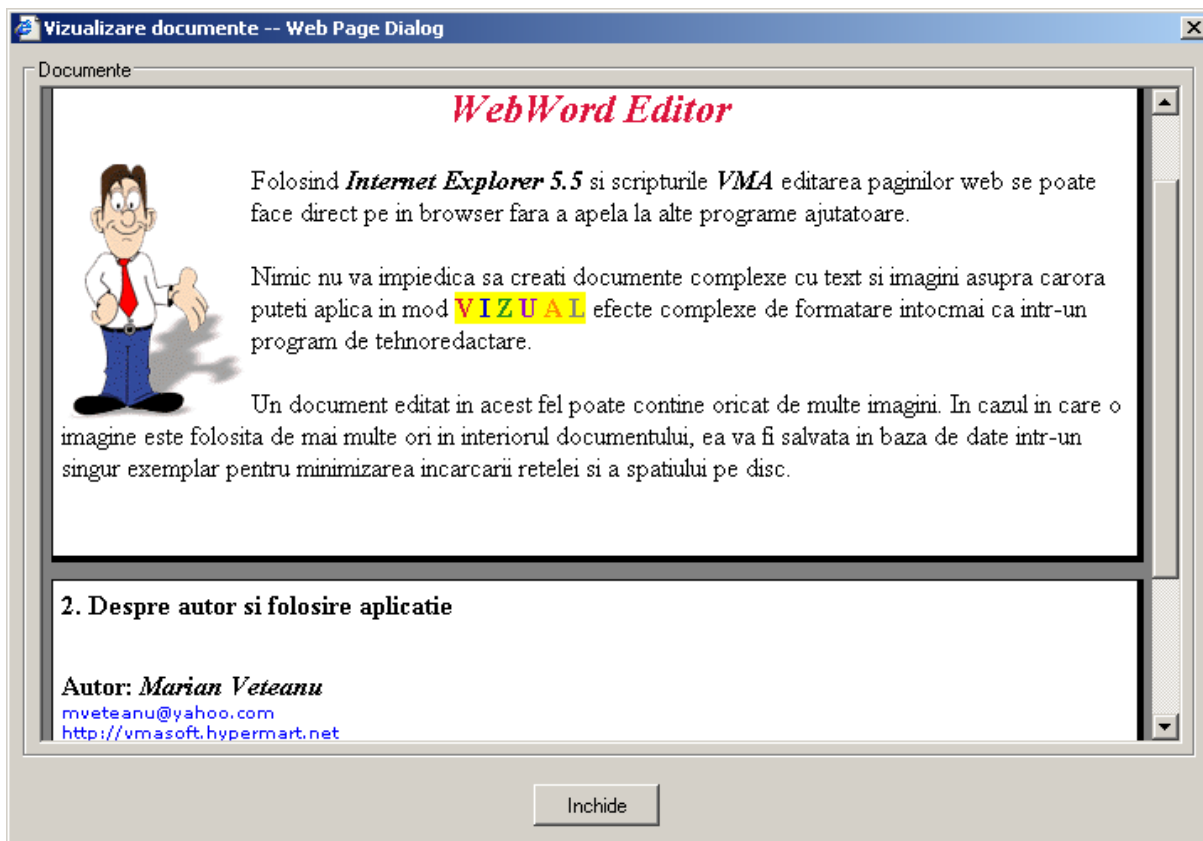 Vizualizare documente -- Web Page Dialog
Documente
WebWord Editor
Folosind Internet Explorer 5.5 si scripturile VMA editarea paginilor web se poate
face direct pe in browser fara a apela la alte programe ajutatoare.
Nimic nu va impiedica sa creati documente complexe cu text si imagini asupra carora
puteti aplica in mod V I Z U A L efecte complexe de formatare intocmai ca intr-un
program de tehnoredactare.
Un document editat in acest fel poate contine oricat de multe imagini. In cazul in care o
imagine este folosita de mai multe ori in interiorul documentului, ea va fi salvata in baza de date intr-un
singur exemplar pentru minimizarea incarcarii retelei si a spatiului pe disc.
2. Despre autor si folosire aplicatie
Autor: Marian Veteanu
mveteanu@yahoo.com
http://vmasoft.hypermart.net
Inchide